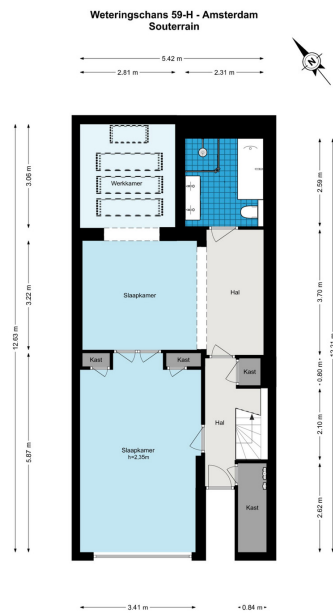 Weteringschans 59-H - Amsterdam
Souterrain
5.42 m
2.81 m
2.31 m
N
3.06 m
2.59 m
Werkkamer
12.63 m
3.22 m
3.70 m
12.21 m
Hal
Slaapkamer
Kast
Kast
Kast
0.80 m
5.87 m
Hal
2.10 m
Slaapkamer
h=2.35m
Kast
2.62 m
3.41 m
0.84 m